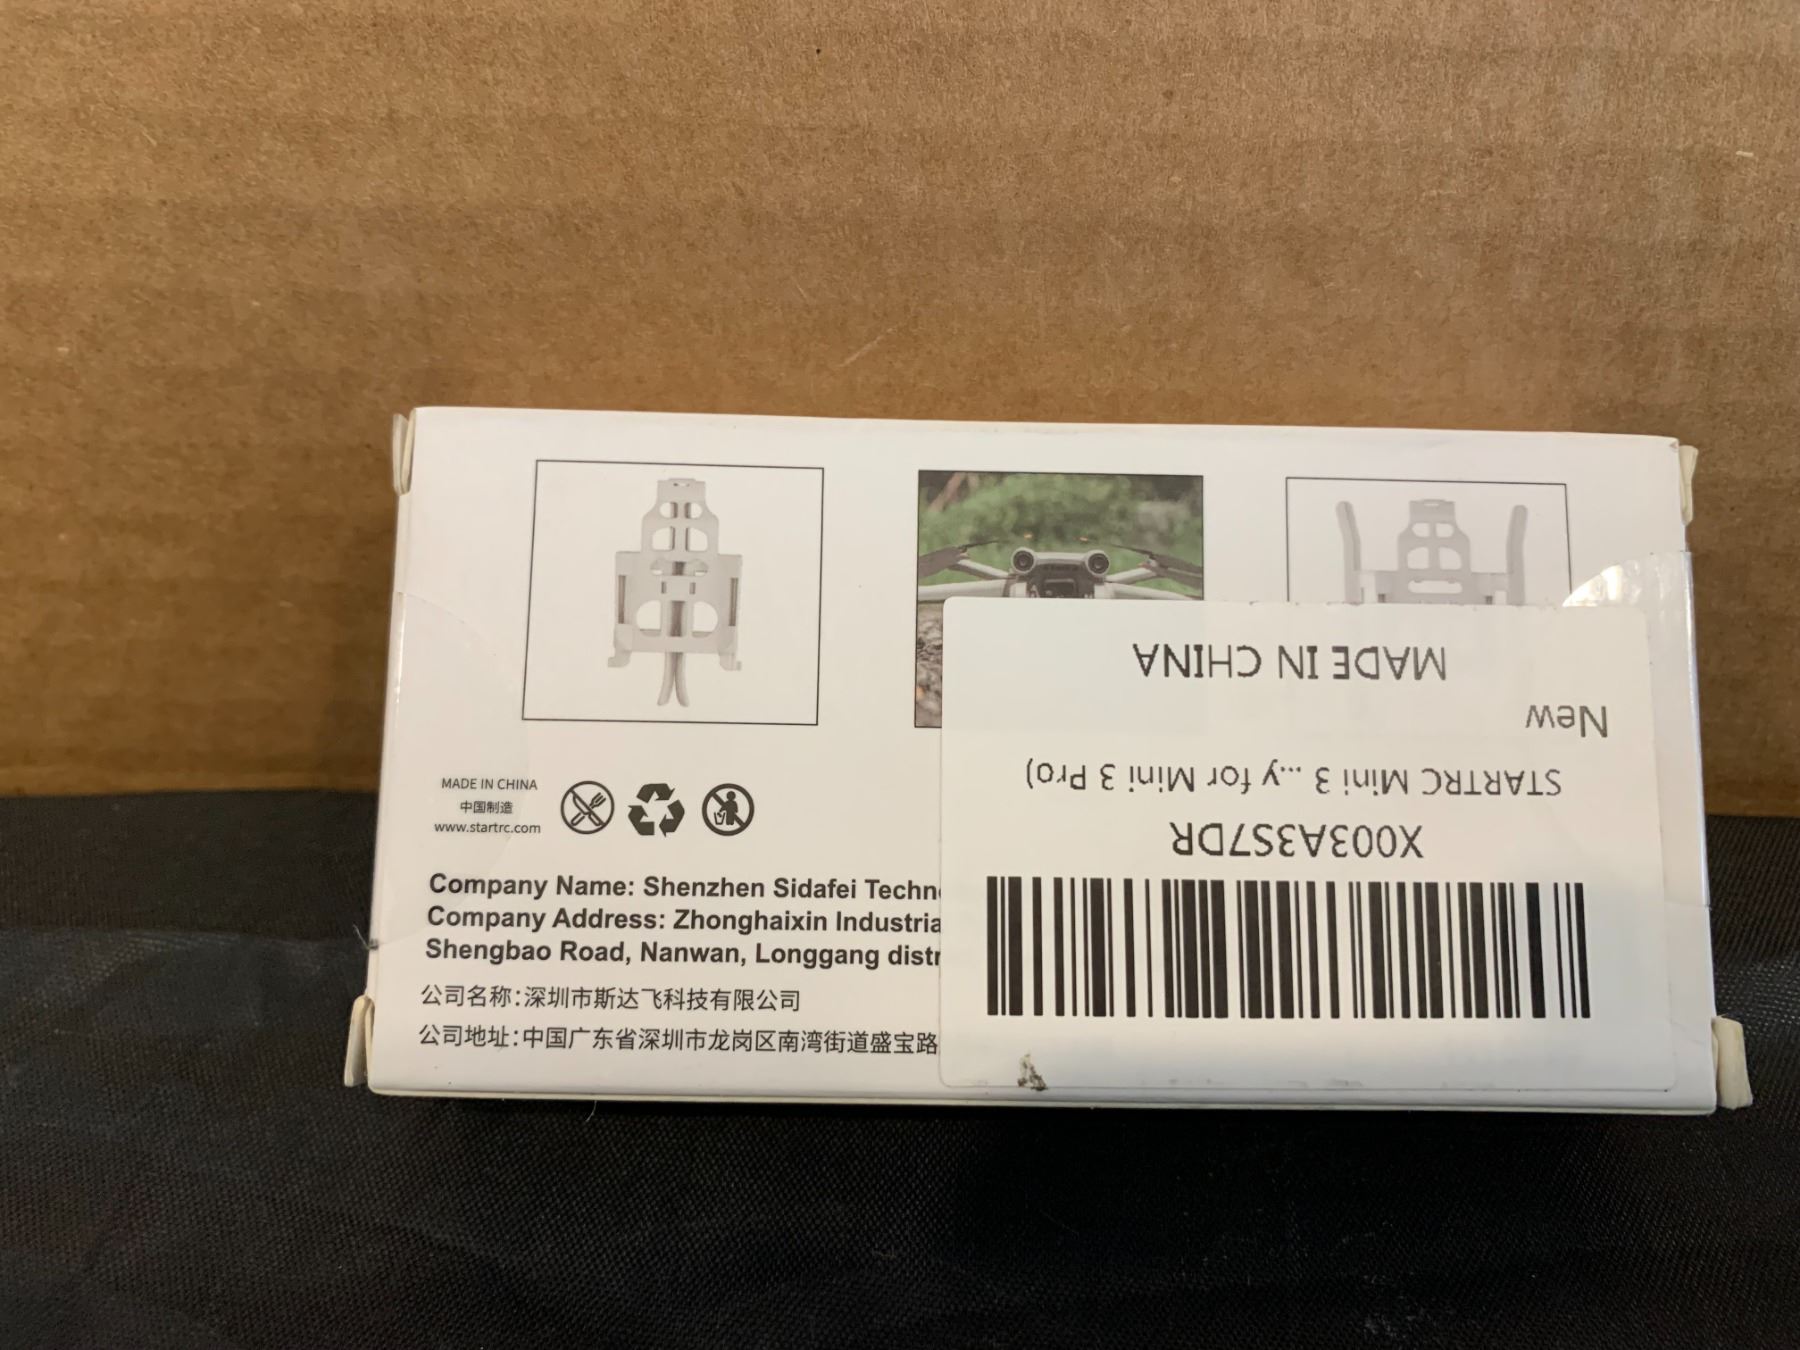 MADE IN CHINA
中国制造
www.startrc.com
Company Name: Shenzhen Sidafei
Company Address: Zhonghaixin
Shengbao Road, Nanwan, Longgang
公司名称:深圳市斯达飞科技有限公司
公司地址:中国广东省深圳市龙岗区南湾街道盛宝路
X003A3S7DR
STARTRC Mini 3 ...y for Mini 3 Pro)
New
MADE IN CHINA